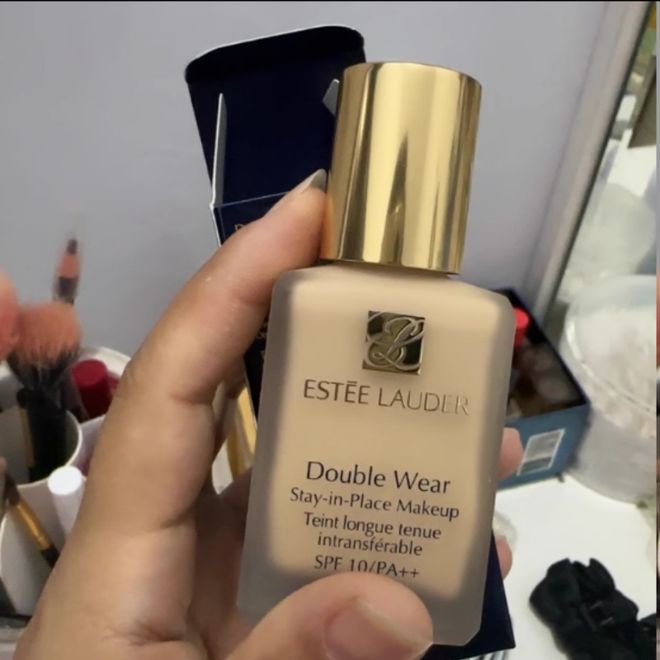 ESTĒE LAUDER
Double Wear
Stay-in-Place Makeup
Teint longue tenue
intransférable
SPF 10/PA++